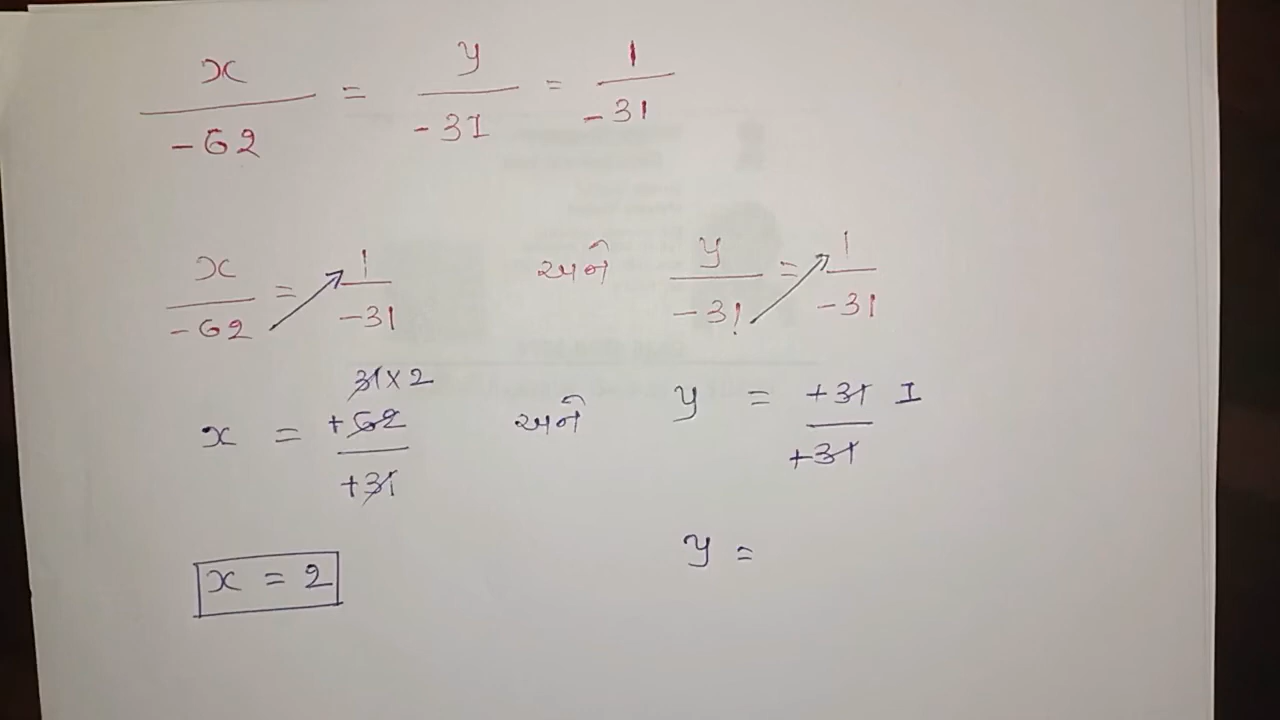 x/-62 = y/-31 = 1/-31
x/-62 = 1/-31 અને y/-31 = 1/-31
31 x 2
x = +62/+31 અને y = +31/+31 1
x = 2 y =